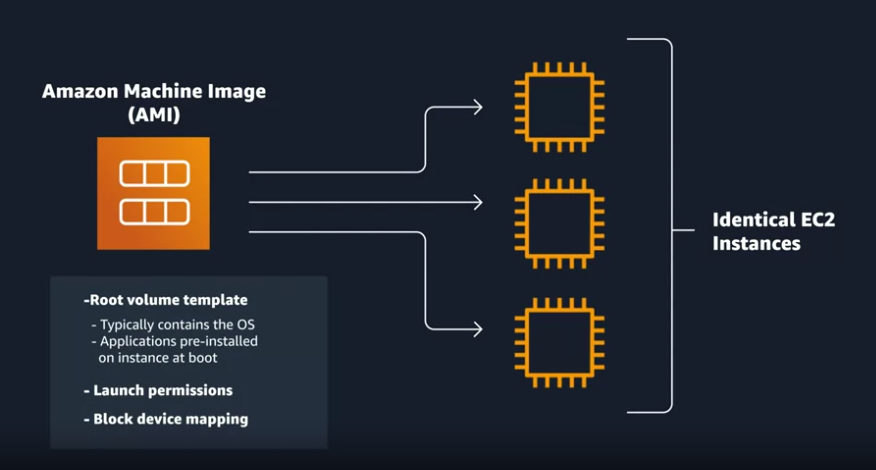 Amazon Machine Image
(AMI)
-Root volume template
- Typically contains the OS
- Applications pre-installed
on instance at boot
- Launch permissions
- Block device mapping
Identical EC2
Instances